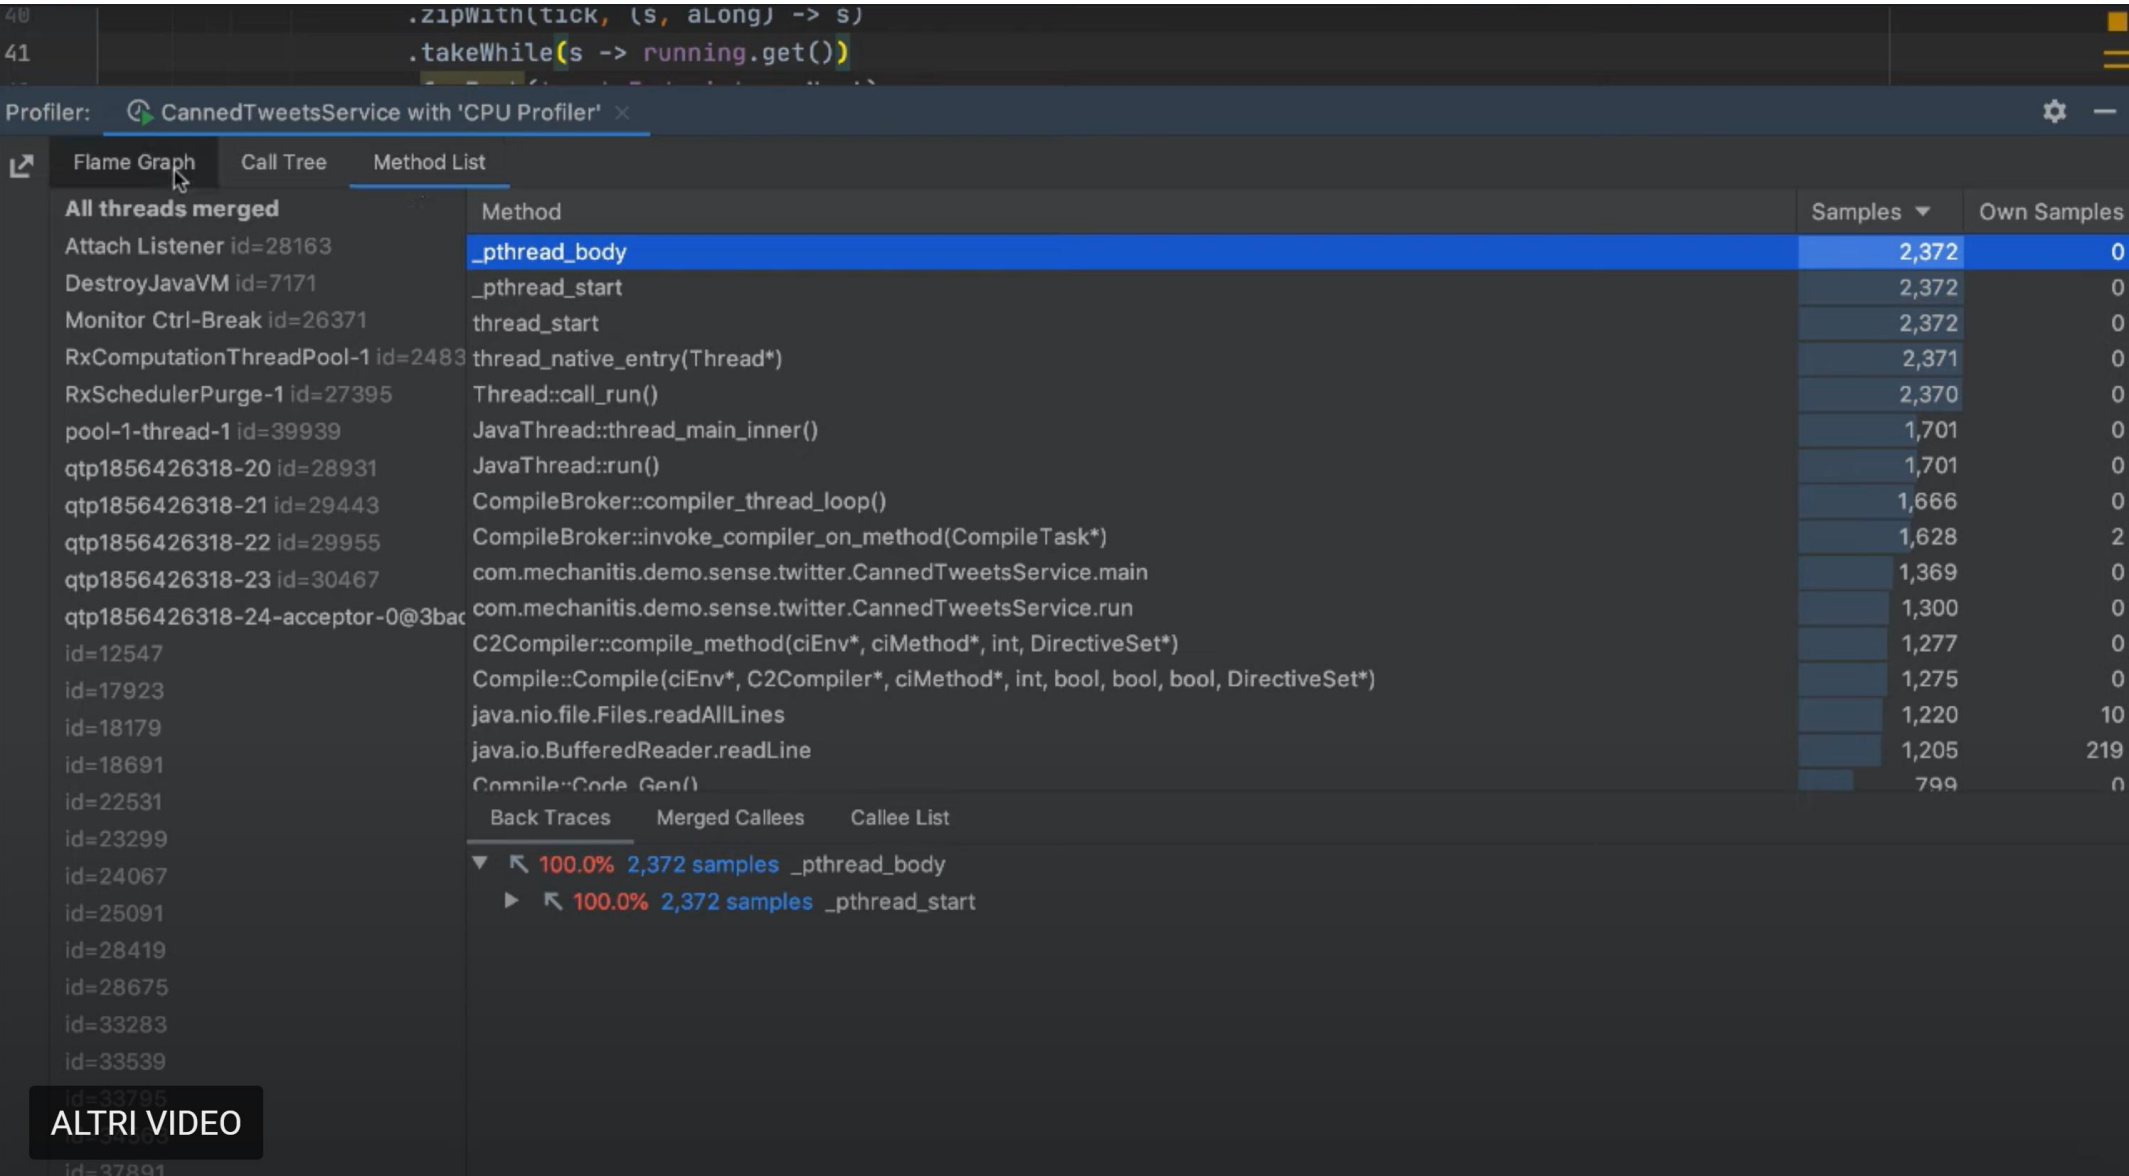 40 .zipWith(tick, (s, aLong) -> s)
41 .takeWhile(s -> running.get())
Profiler: CannedTweetsService with 'CPU Profiler'
Flame Graph Call Tree Method List
All threads merged
Attach Listener id=28163
DestroyJavaVM id=7171
Monitor Ctrl-Break id=26371
RxComputationThreadPool-1 id=2483
RxSchedulerPurge-1 id=27395
pool-1-thread-1 id=39939
qtp1856426318-20 id=28931
qtp1856426318-21 id=29443
qtp1856426318-22 id=29955
qtp1856426318-23 id=30467
qtp1856426318-24-acceptor-0@3bac
id=12547
id=17923
id=18179
id=18691
id=22531
id=23299
id=24067
id=25091
id=28419
id=28675
id=33283
id=33539
id=33795
id=37891
Method Samples Own Samples
_pthread_body 2,372 0
_pthread_start 2,372 0
thread_start 2,372 0
thread_native_entry(Thread*) 2,371 0
Thread::call_run() 2,370 0
JavaThread::thread_main_inner() 1,701 0
JavaThread::run() 1,701 0
CompileBroker::compiler_thread_loop() 1,666 0
CompileBroker::invoke_compiler_on_method(CompileTask*) 1,628 2
com.mechanitis.demo.sense.twitter.CannedTweetsService.main 1,369 0
com.mechanitis.demo.sense.twitter.CannedTweetsService.run 1,300 0
C2Compiler::compile_method(ciEnv*, ciMethod*, int, DirectiveSet*) 1,277 0
Compile::Compile(ciEnv*, C2Compiler*, ciMethod*, int, bool, bool, bool, DirectiveSet*) 1,275 0
java.nio.file.Files.readAllLines 1,220 10
java.io.BufferedReader.readLine 1,205 219
Compile::Code_Gen() 799 0
Back Traces Merged Callees Callee List
100.0% 2,372 samples _pthread_body
100.0% 2,372 samples _pthread_start
ALTRI VIDEO